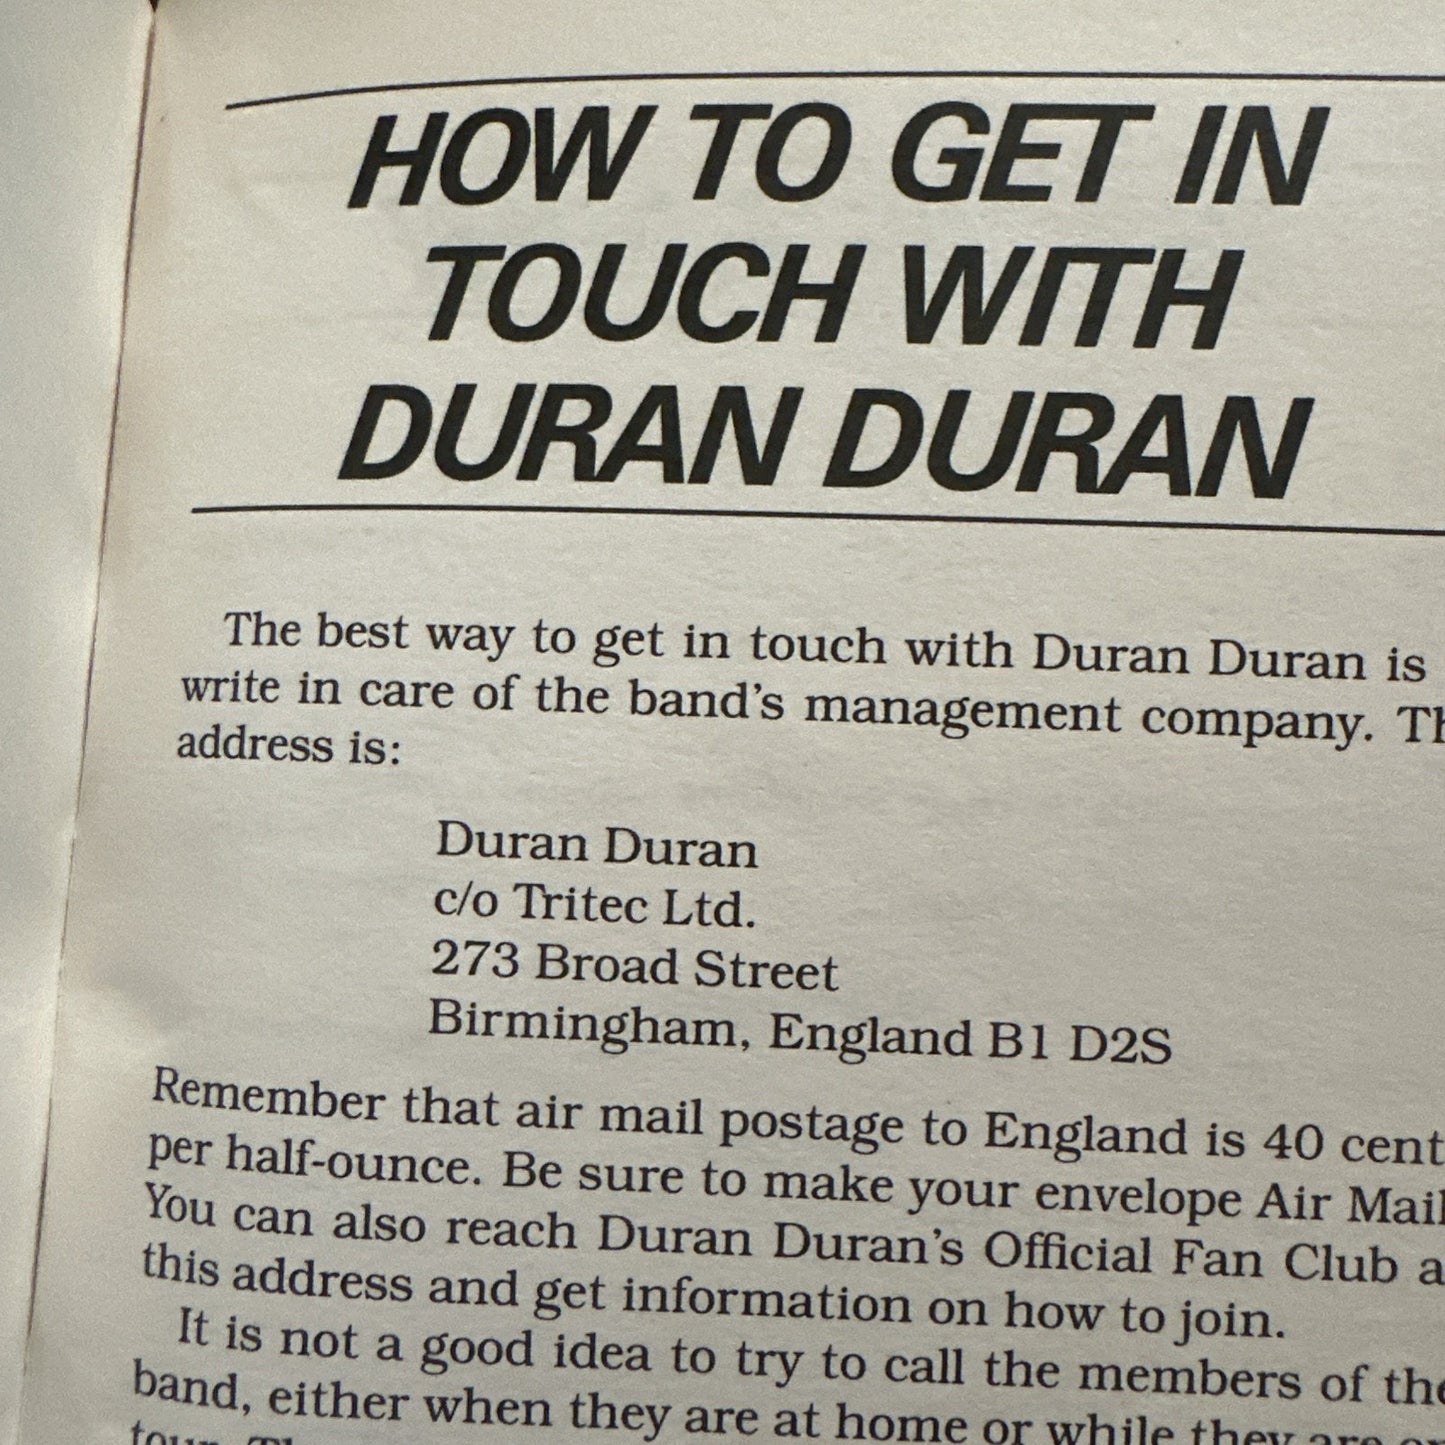 HOW TO GET IN
TOUCH WITH
DURAN DURAN
The best way to get in touch with Duran Duran is
write in care of the band's management company.
address is:
Duran Duran
c/o Tritec Ltd.
273 Broad Street
Birmingham, England B1 D2S
Remember that air mail postage to England is 40 cent
per half-ounce. Be sure to make your envelope Air Mail
You can also reach Duran Duran's Official Fan Club a
this address and get information on how to join.
It is not a good idea to try to call the members of the
band, either when they are at home or while they are
tour.